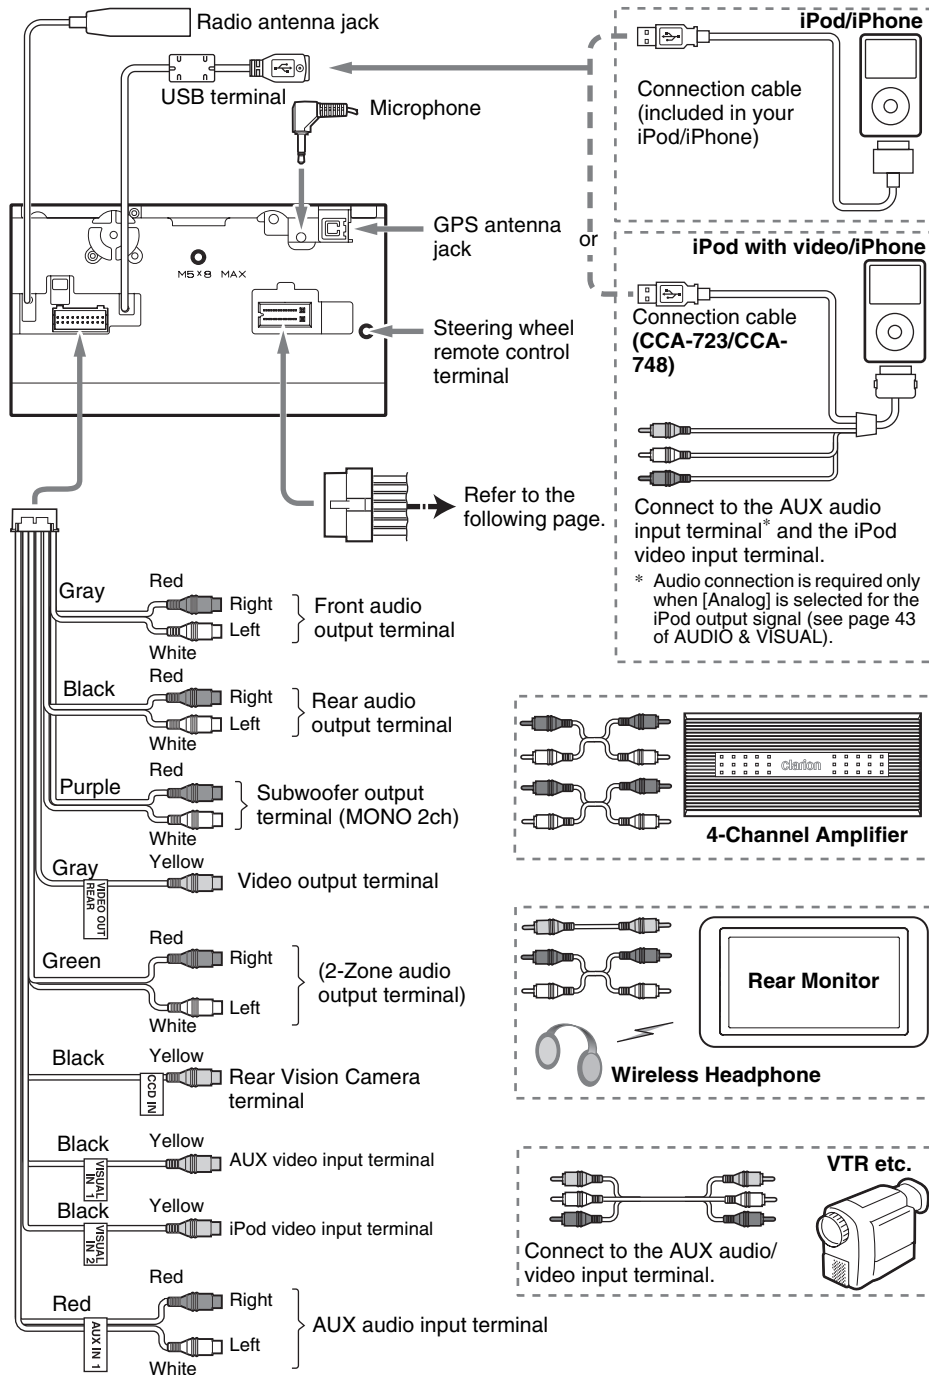 Radio antenna jack
USB terminal
Microphone
GPS antenna
jack
M5×8 MAX
Steering wheel
remote control
terminal
Refer to the
following page.
or
iPod/iPhone
Connection cable
(included in your
iPod/iPhone)
iPod with video/iPhone
Connection cable
(CCA-723/CCA-
748)
Connect to the AUX audio
input terminal* and the iPod
video input terminal.
* Audio connection is required only
when [Analog] is selected for the
iPod output signal (see page 43
of AUDIO & VISUAL).
Gray
Red
Right
Left
White
Front audio
output terminal
Black
Red
Right
Left
White
Rear audio
output terminal
Purple
Red
White
Subwoofer output
terminal (MONO 2ch)
Gray
Yellow
VIDEO OUT
REAR
Video output terminal
Green
Red
Right
Left
White
(2-Zone audio
output terminal)
Black
Yellow
CCD IN
Rear Vision Camera
terminal
Black
Yellow
VISUAL
IN 1
AUX video input terminal
Black
Yellow
VISUAL
IN 2
iPod video input terminal
Red
Red
Right
Left
White
AUX IN 1
AUX audio input terminal
clarion
4-Channel Amplifier
Rear Monitor
Wireless Headphone
VTR etc.
Connect to the AUX audio/
video input terminal.